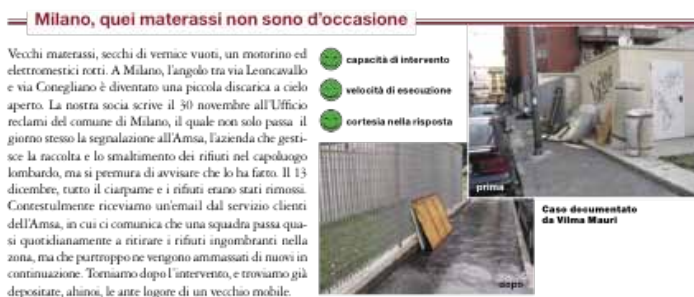 Milano, quei materassi non sono d'occasione
Vecchi materassi, secchi di vernice vuoti, un motorino ed
elettromestici rotti. A Milano, l'angolo tra via Leoncavallo
e via Conegliano è diventato una piccola discarica a cielo
aperto. La nostra socia scrive il 30 novembre all'Ufficio
reclami del comune di Milano, il quale non solo passa il
giorno stesso la segnalazione all'Amsa, l'azienda che gesti-
sce la raccolta e lo smaltimento dei rifiuti nel capoluogo
lombardo, ma si premura di avvisare che lo ha fatto. Il 13
dicembre, tutto il ciarpame e i rifiuti erano stati rimossi.
Contestualmente riceviamo un'email dal servizio clienti
dell'Amsa, in cui ci comunica che una squadra passa qua-
si quotidianamente a ritirare i rifiuti ingombranti nella
zona, ma che purtroppo ne vengono ammassati di nuovi in
continuazione. Torniamo dopo l'intervento, e troviamo già
depositate, ahinoi, le ante logore di un vecchio mobile.
capacità di intervento
velocità di esecuzione
cortesia nella risposta
prima
dopo
Caso documentato
da Vilma Mauri